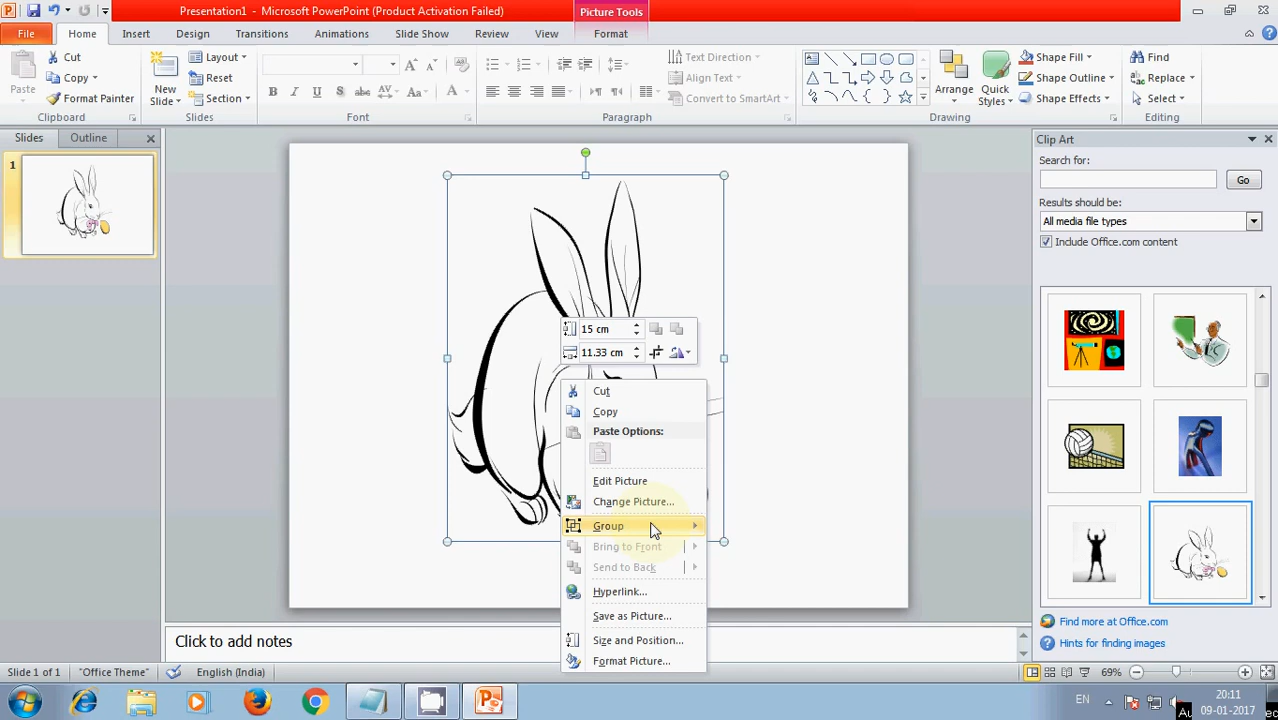 Presentation1 - Microsoft PowerPoint (Product Activation Failed)
Picture Tools
File
Home
Insert
Design
Transitions
Animations
Slide Show
Review
View
Format
Paste
Cut
Copy
Format Painter
Clipboard
New
Slide
Layout
Reset
Section
Slides
B I U S abc AV Aa A
Font
Text Direction
Align Text
Convert to SmartArt
Paragraph
Arrange
Quick
Styles
Shape Fill
Shape Outline
Shape Effects
Drawing
Find
Replace
Select
Editing
Slides
Outline
1
15 cm
11.33 cm
Cut
Copy
Paste Options:
Edit Picture
Change Picture...
Group
Bring to Front
Send to Back
Hyperlink...
Save as Picture...
Size and Position...
Format Picture...
Clip Art
Search for:
Go
Results should be:
All media file types
Include Office.com content
Find more at Office.com
Hints for finding images
Click to add notes
Slide 1 of 1
"Office Theme"
English (India)
69%
EN
20:11
09-01-2017